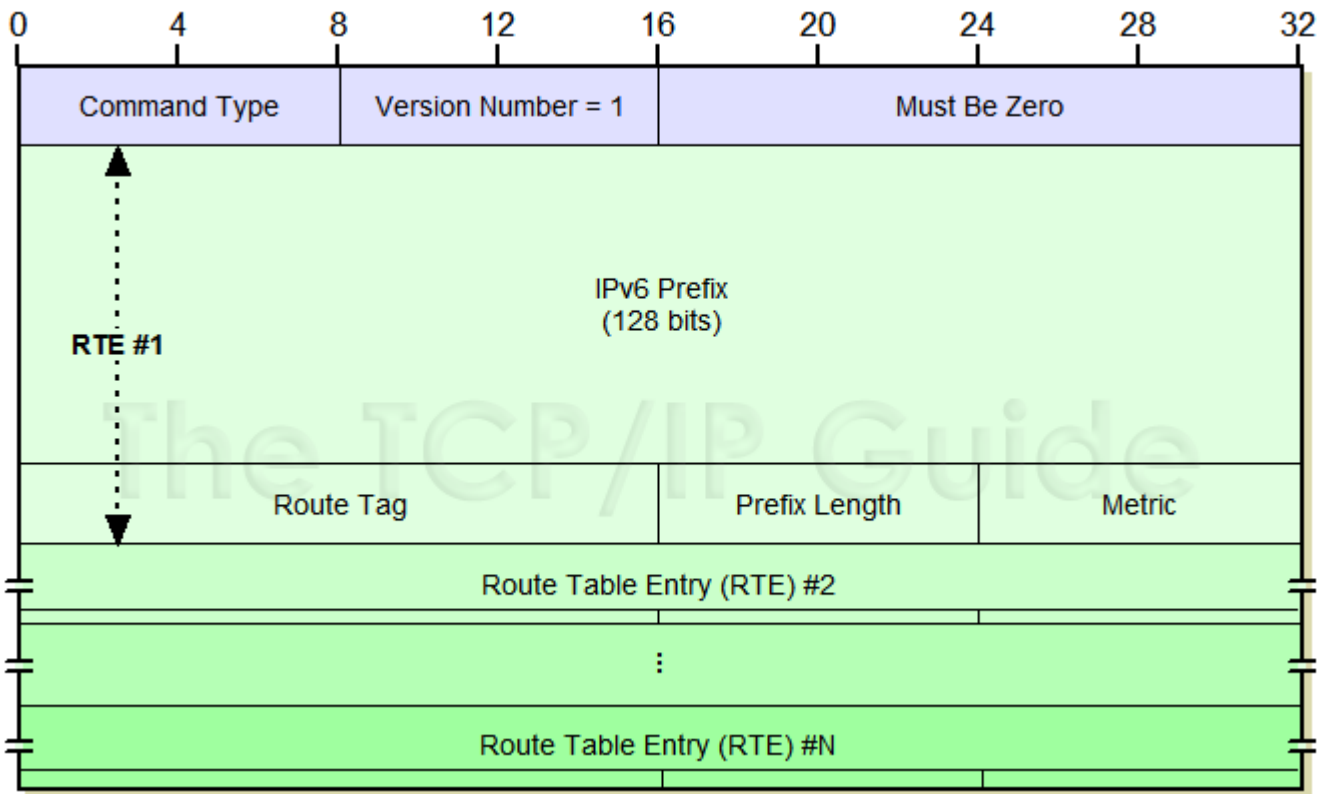 0 4 8 12 16 20 24 28 32
Command Type Version Number = 1 Must Be Zero
IPv6 Prefix
(128 bits)
RTE #1
The TCP/IP Guide
Route Tag Prefix Length Metric
Route Table Entry (RTE) #2
⋮
Route Table Entry (RTE) #N